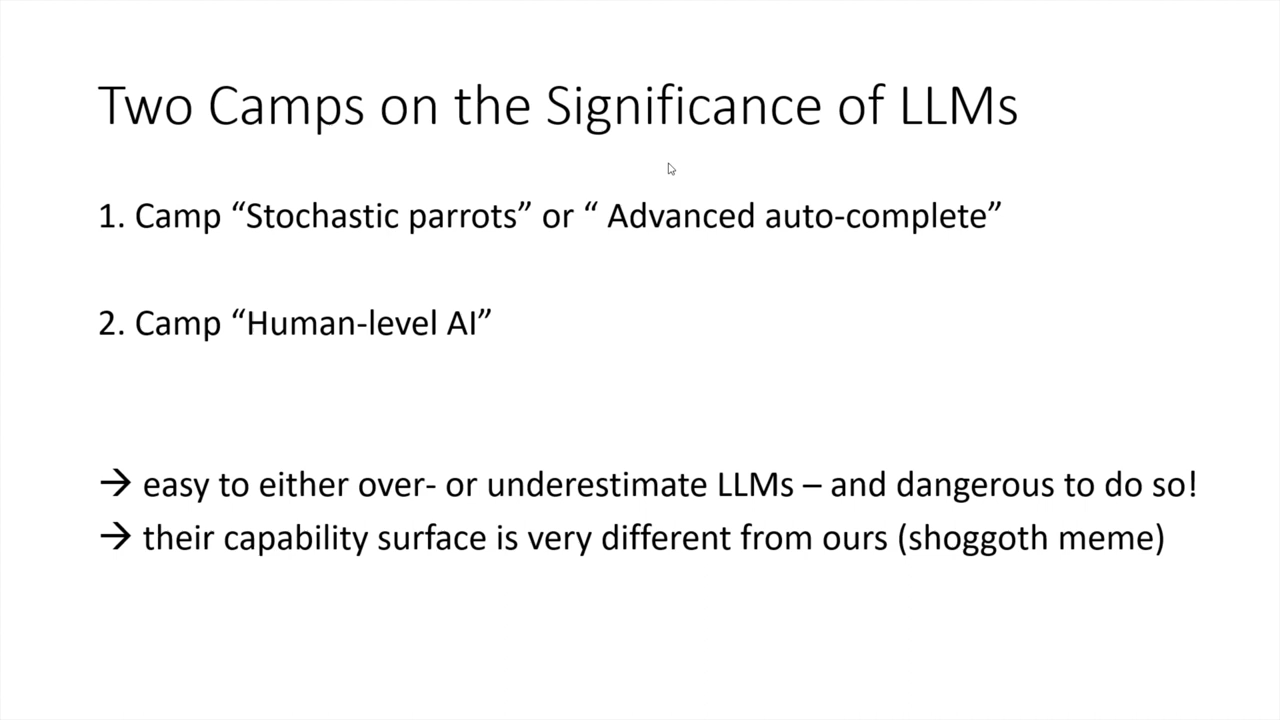 Two Camps on the Significance of LLMs
1. Camp “Stochastic parrots” or “ Advanced auto-complete”
2. Camp “Human-level AI”
→ easy to either over- or underestimate LLMs – and dangerous to do so!
→ their capability surface is very different from ours (shoggoth meme)